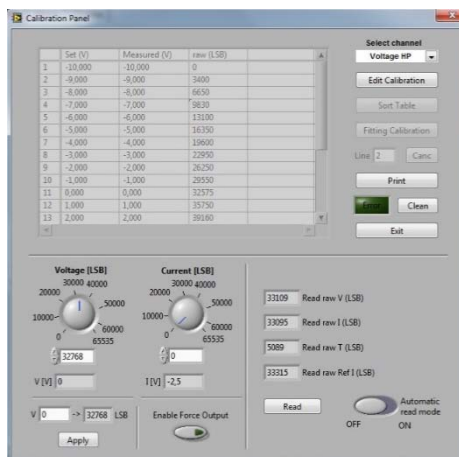 Calibration Panel
Set (V) Measured (V) raw (LSB)
1 -10,000 -10,000 0
2 -9,000 -9,000 3400
3 -8,000 -8,000 6650
4 -7,000 -7,000 9830
5 -6,000 -6,000 13100
6 -5,000 -5,000 16350
7 -4,000 -4,000 19600
8 -3,000 -3,000 22950
9 -2,000 -2,000 26250
10 -1,000 -1,000 29550
11 0,000 0,000 32575
12 1,000 1,000 35750
13 2,000 2,000 39160
Select channel
Voltage HP
Edit Calibration
Sort Table
Fitting Calibration
Line 2 Canc
Print
Error Clean
Exit
Voltage [LSB]
30000 40000
20000 50000
10000 60000
0 65535
32768
V [V] 0
Current [LSB]
30000 40000
20000 50000
10000 60000
0 65535
0
I [V] -2,5
V 0 -> 32768 LSB
Apply
Enable Force Output
33109 Read raw V (LSB)
33095 Read raw I (LSB)
5089 Read raw T (LSB)
33315 Read raw Ref I (LSB)
Read
Automatic
read mode
OFF ON